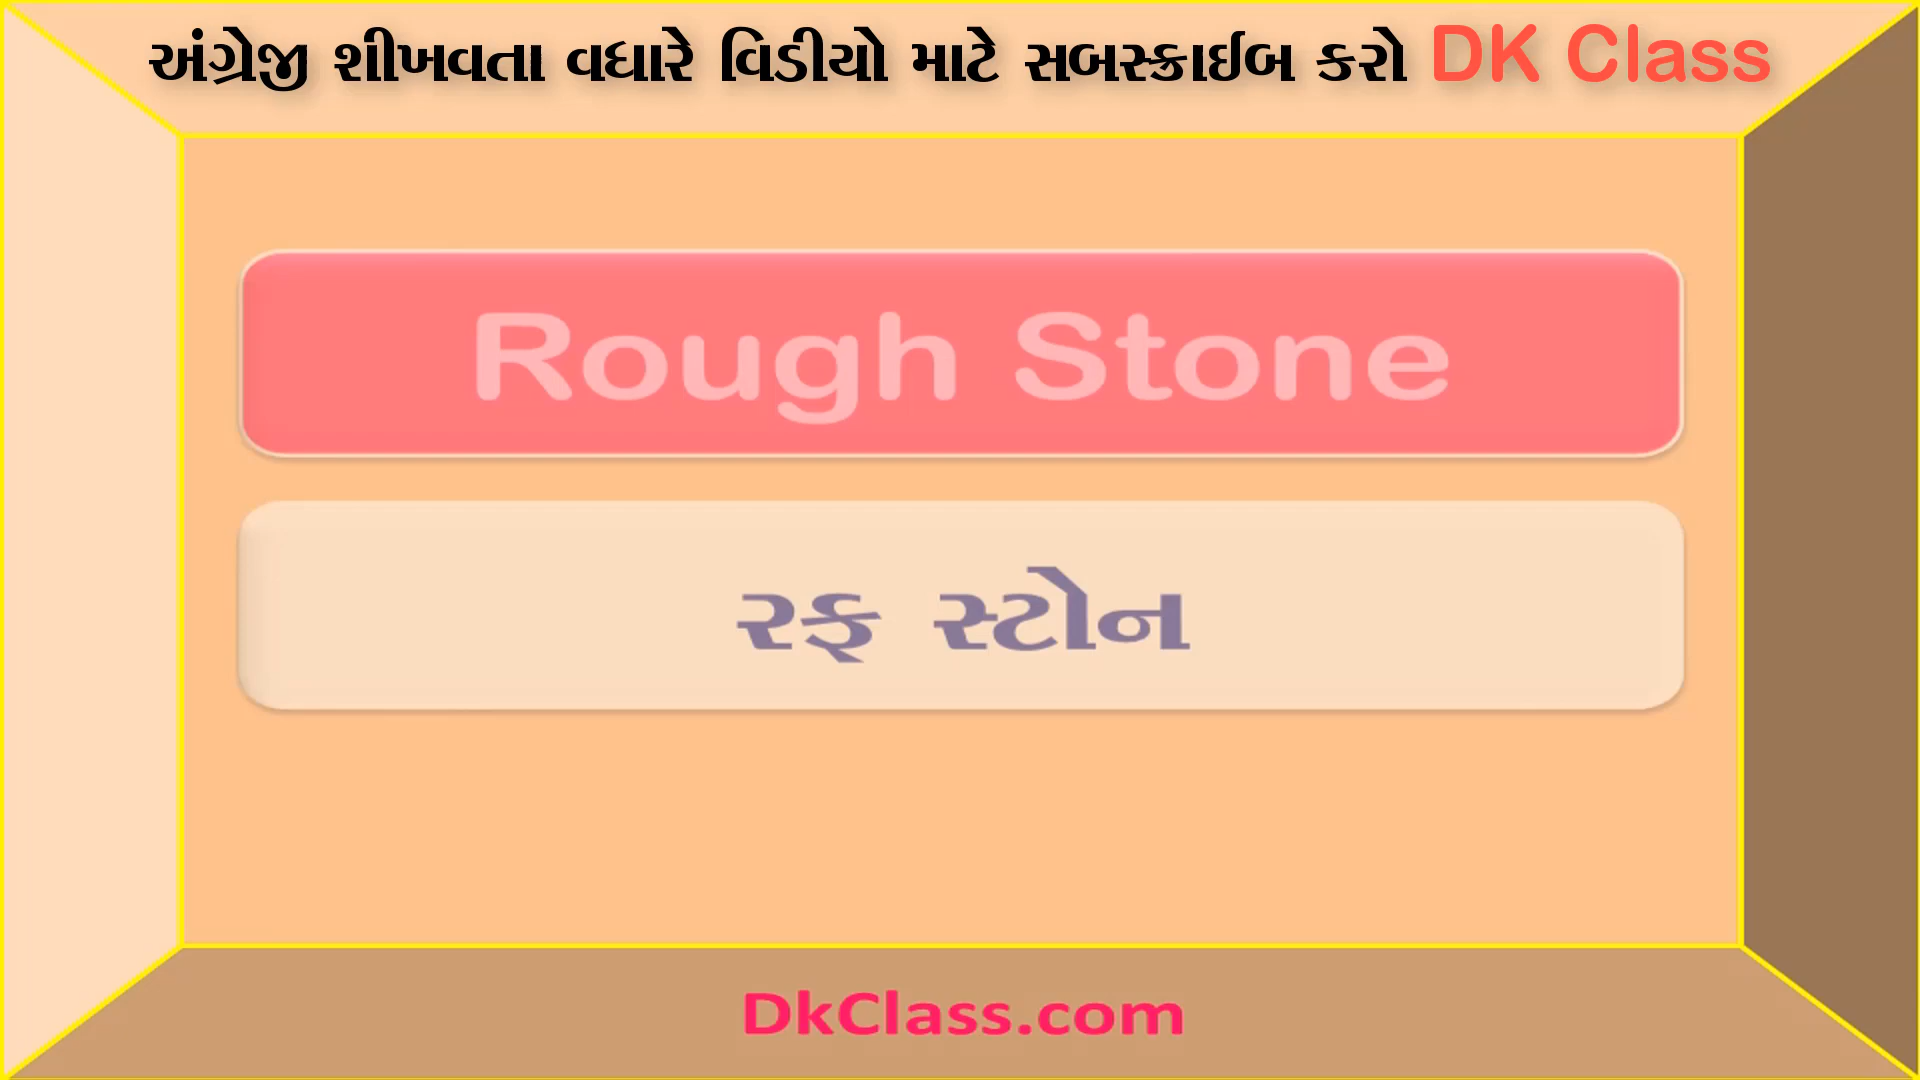 અંગ્રેજી શીખવતા વધારે વિડીયો માટે સબસ્ક્રાઈબ કરો DK Class
Rough Stone
રફ સ્ટોન
DkClass.com